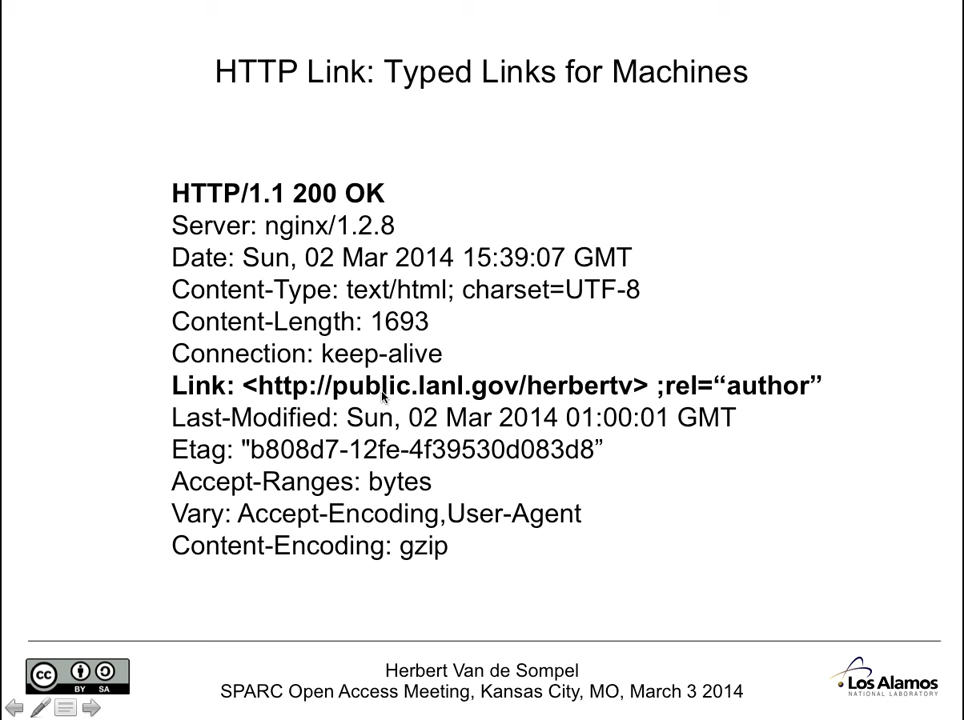 HTTP Link: Typed Links for Machines
HTTP/1.1 200 OK
Server: nginx/1.2.8
Date: Sun, 02 Mar 2014 15:39:07 GMT
Content-Type: text/html; charset=UTF-8
Content-Length: 1693
Connection: keep-alive
Link: <http://public.lanl.gov/herbertv> ;rel=“author”
Last-Modified: Sun, 02 Mar 2014 01:00:01 GMT
Etag: "b808d7-12fe-4f39530d083d8”
Accept-Ranges: bytes
Vary: Accept-Encoding,User-Agent
Content-Encoding: gzip
cc
BY SA
Herbert Van de Sompel
SPARC Open Access Meeting, Kansas City, MO, March 3 2014
Los Alamos
NATIONAL LABORATORY